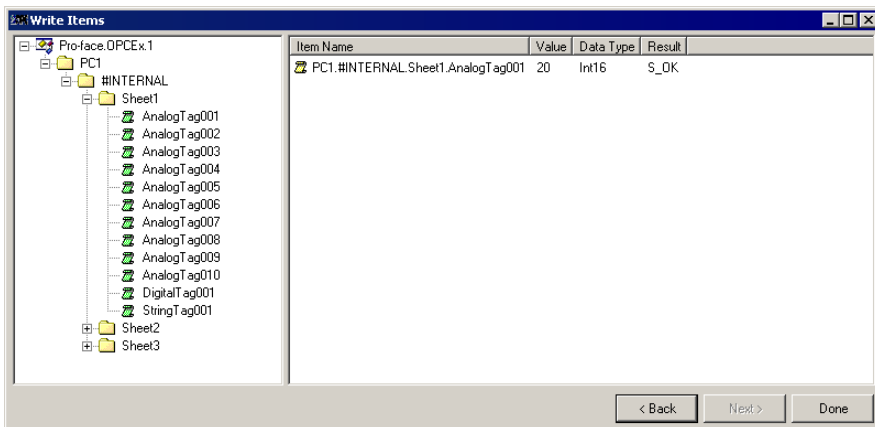 Write Items
Pro-face.OPCEx.1
PC1
#INTERNAL
Sheet1
AnalogTag001
AnalogTag002
AnalogTag003
AnalogTag004
AnalogTag005
AnalogTag006
AnalogTag007
AnalogTag008
AnalogTag009
AnalogTag010
DigitalTag001
StringTag001
Sheet2
Sheet3
Item Name Value Data Type Result
PC1.#INTERNAL.Sheet1.AnalogTag001 20 Int16 S_OK
< Back Next > Done